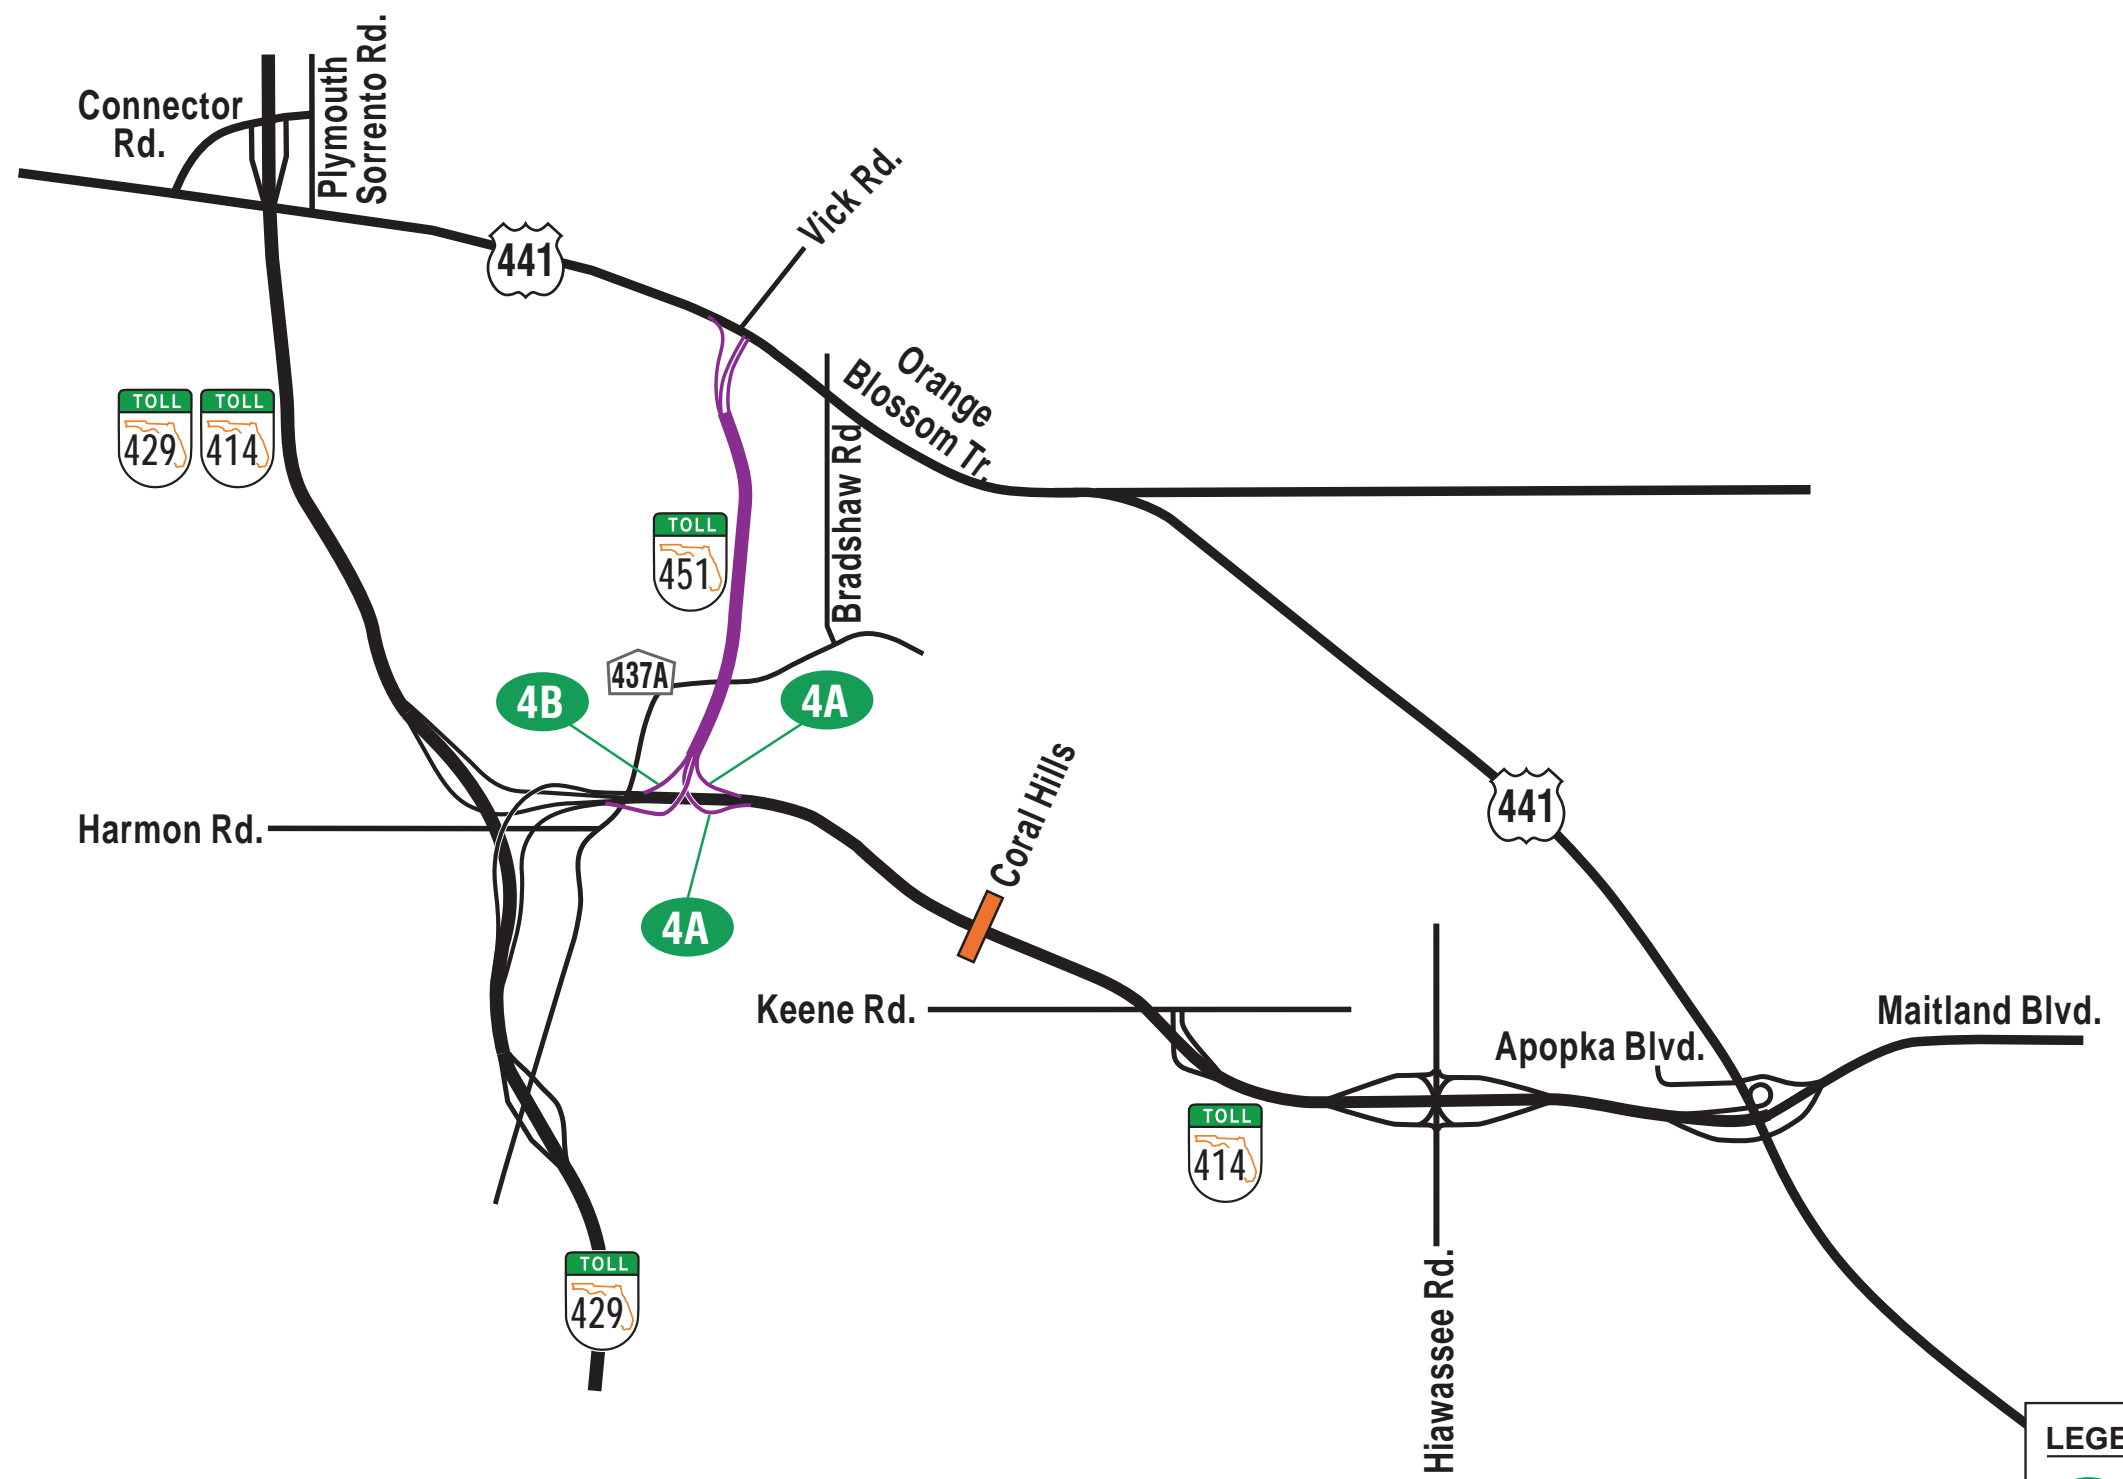 Connector
Rd.
Plymouth
Sorrento Rd.
441
Vick Rd.
Orange
Blossom Tr.
TOLL
429
TOLL
414
Bradshaw Rd
TOLL
451
437A
4B
4A
Coral Hills
441
Harmon Rd.
4A
Keene Rd.
Maitland Blvd.
Apopka Blvd.
TOLL
414
TOLL
429
Hiawassee Rd.
LEGE